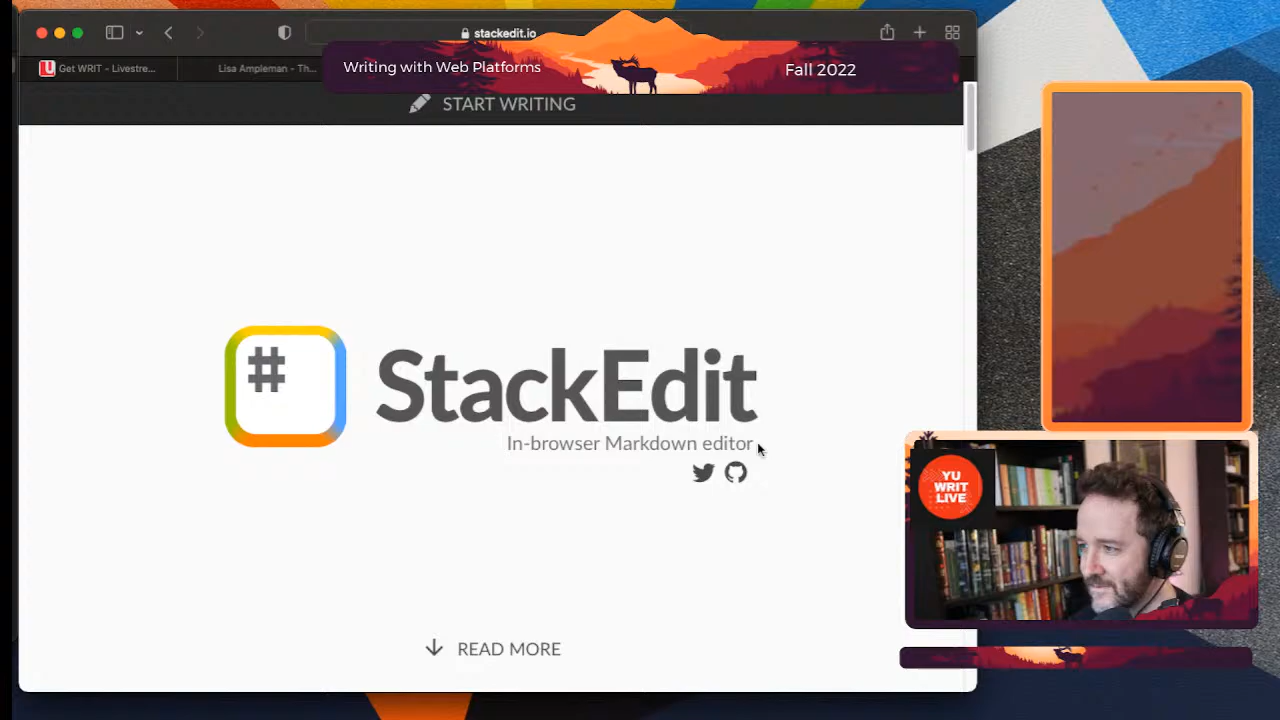 stackedit.io
Writing with Web Platforms
Fall 2022
Get WRIT - Livestre...
Lisa Ampleman - Th...
START WRITING
#
StackEdit
In-browser Markdown editor
READ MORE
YU
WRIT
LIVE